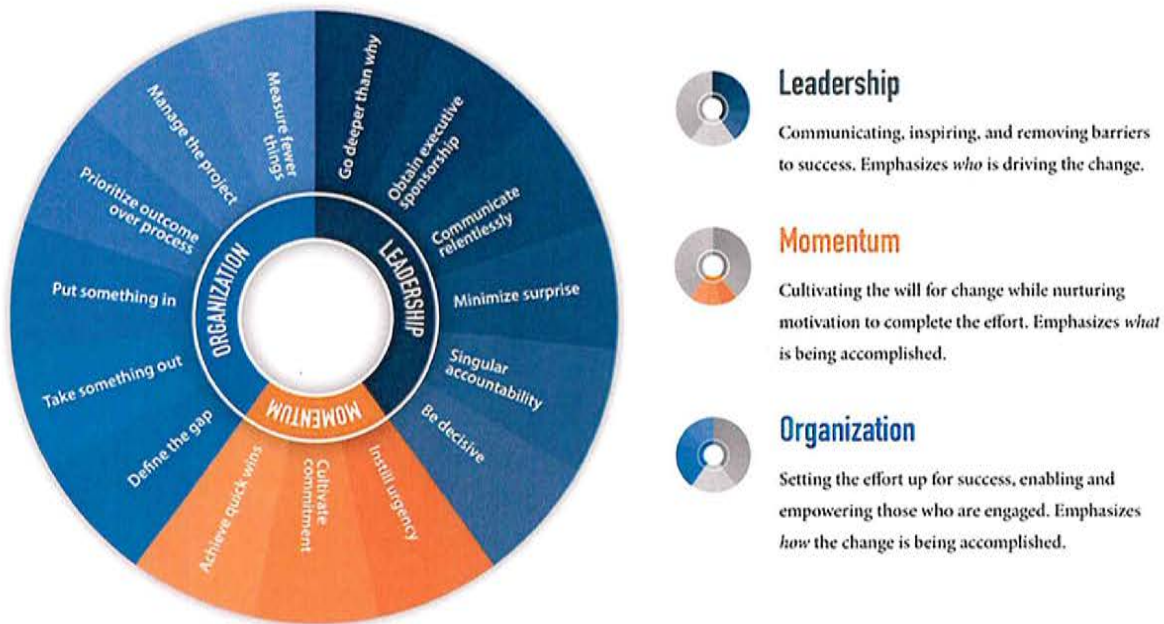 Go deeper than why
Obtain executive
sponsorship
Communicate
relentlessly
Minimize surprise
Singular
accountability
Be decisive
Instill urgency
Cultivate
commitment
Achieve quick wins
Define the gap
Take something out
Put something in
Prioritize outcome
over process
Manage the project
Measure fewer
things
LEADERSHIP
MOMENTUM
ORGANIZATION
Leadership
Communicating, inspiring, and removing barriers
to success. Emphasizes who is driving the change.
Momentum
Cultivating the will for change while nurturing
motivation to complete the effort. Emphasizes what
is being accomplished.
Organization
Setting the effort up for success, enabling and
empowering those who are engaged. Emphasizes
how the change is being accomplished.